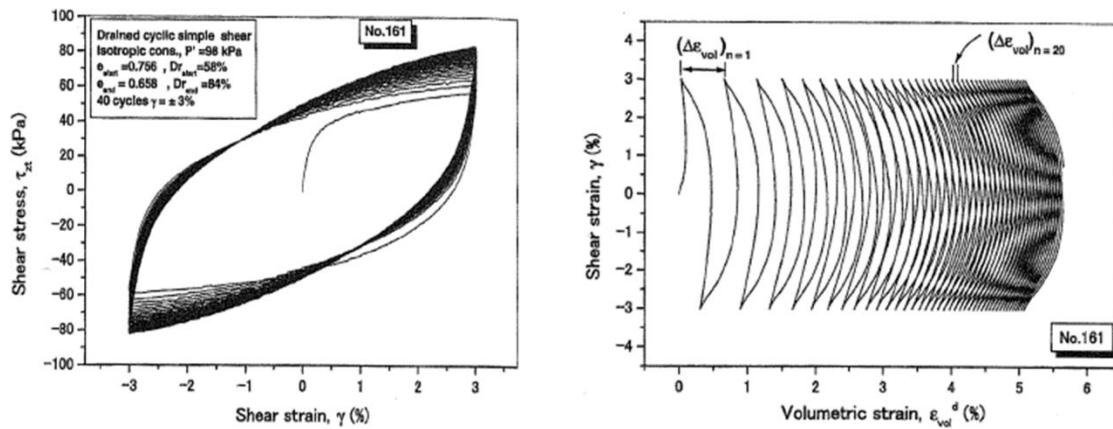 Drained cyclic simple shear
Isotropic cons., P' =98 kPa
e_start =0.756 , Dr_start=58%
e_end = 0.658 , Dr_end=84%
40 cycles γ = ± 3%
No.161
100
80
60
40
20
0
-20
-40
-60
-80
-100
Shear stress, τ_zt (kPa)
-3 -2 -1 0 1 2 3
Shear strain, γ (%)
(Δε_vol)_n=1
(Δε_vol)_n=20
4
3
2
1
0
-1
-2
-3
-4
Shear strain, γ (%)
No.161
0 1 2 3 4 5 6
Volumetric strain, ε_vol^d (%)